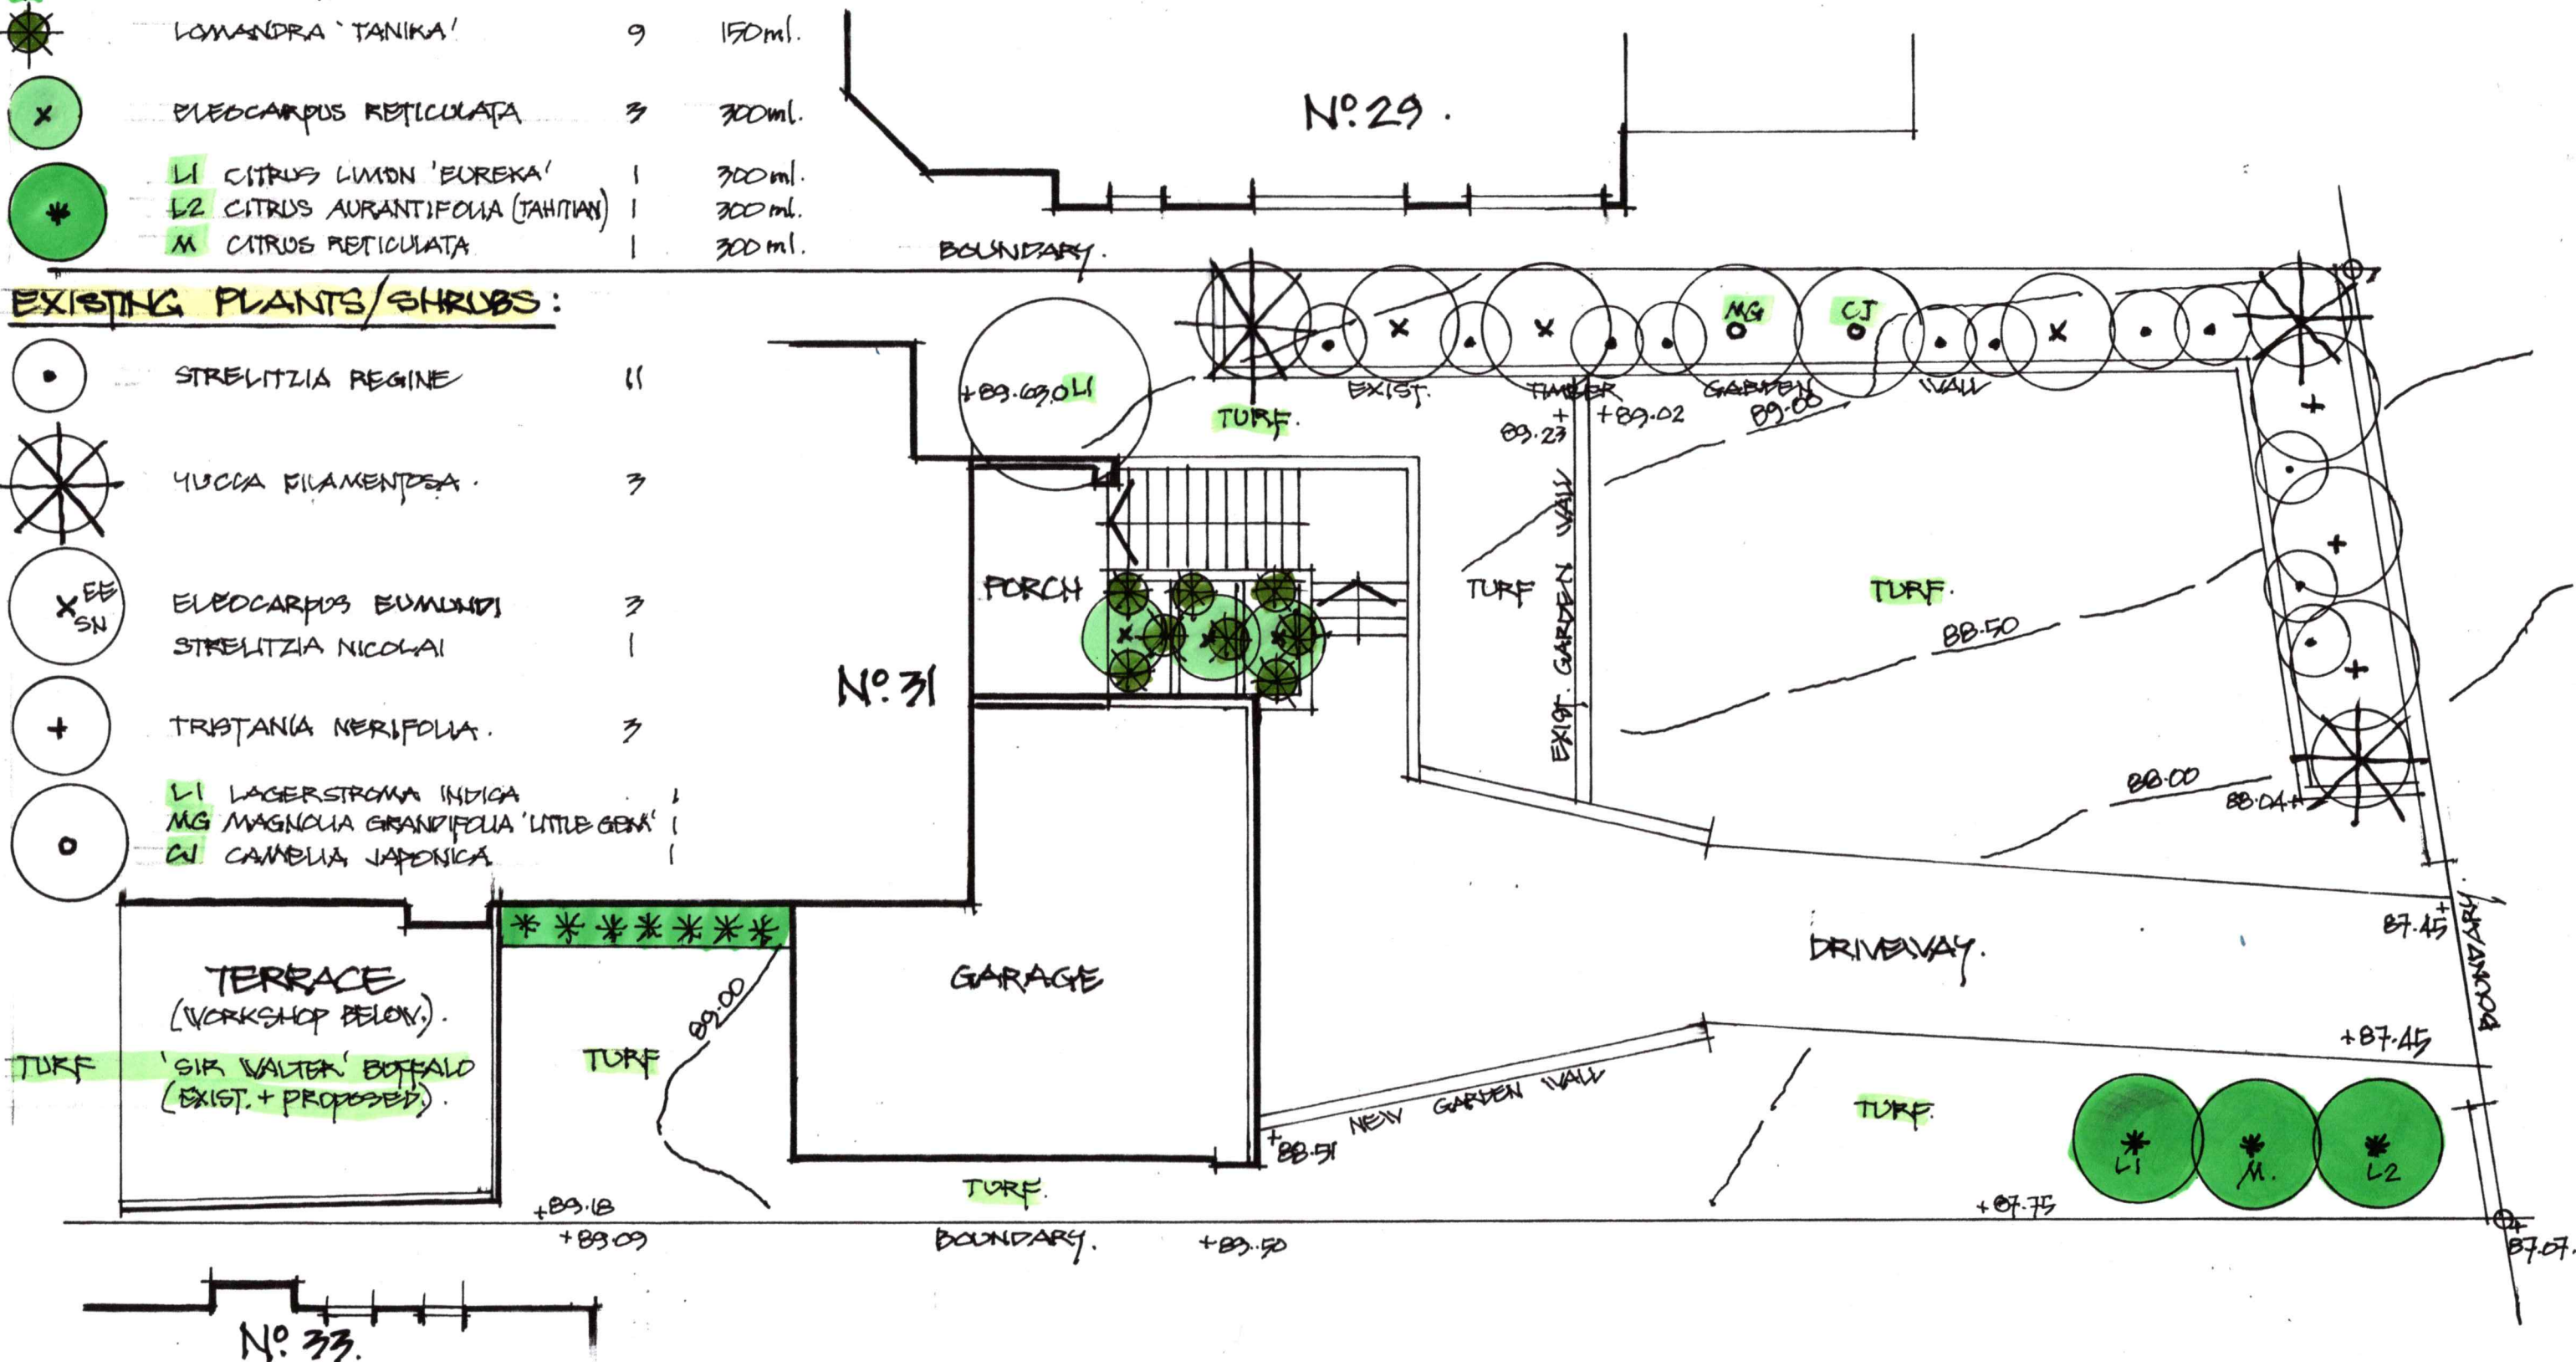 LOMANDRA 'TANIKA' 9 150ml.
ELEOCARPUS RETICULATA 3 300ml.
L1 CITRUS LIMON 'EUREKA' 1 300ml.
L2 CITRUS AURANTIFOLIA (TAHITIAN) 1 300ml.
M CITRUS RETICULATA 1 300ml.
EXISTING PLANTS/SHRUBS:
STRELITZIA REGINE 11
YUCCA FILAMENTOSA. 3
EE
SN
ELEOCARPUS EUMUNDI 3
STRELITZIA NICOLAI 1
TRISTANIA NERIFOLIA. 3
LI LAGERSTROMA INDICA 1
MG MAGNOLIA GRANDIFOLIA 'LITTLE GEM' 1
CJ CAMELIA JAPONICA 1
Nº 29.
BOUNDARY.
MG
CJ
+89.63
LI
EXIST. TIMBER GARDEN WALL
TURF.
89.23
+89.02
89.00
PORCH
TURF
EXIST. GARDEN WALL
TURF.
88.50
Nº 31
88.00
88.04+
TERRACE
(WORKSHOP BELOW).
TURF 'SIR WALTER' BUFFALO
(EXIST. + PROPOSED).
89.00
TURF
GARAGE
DRIVEWAY.
87.45
BOUNDARY.
+87.45
NEW GARDEN WALL
+88.51
TURF.
L1
M.
L2
TURF.
+89.18
+87.75
+89.09
BOUNDARY.
+89.50
+87.07.
Nº 33.